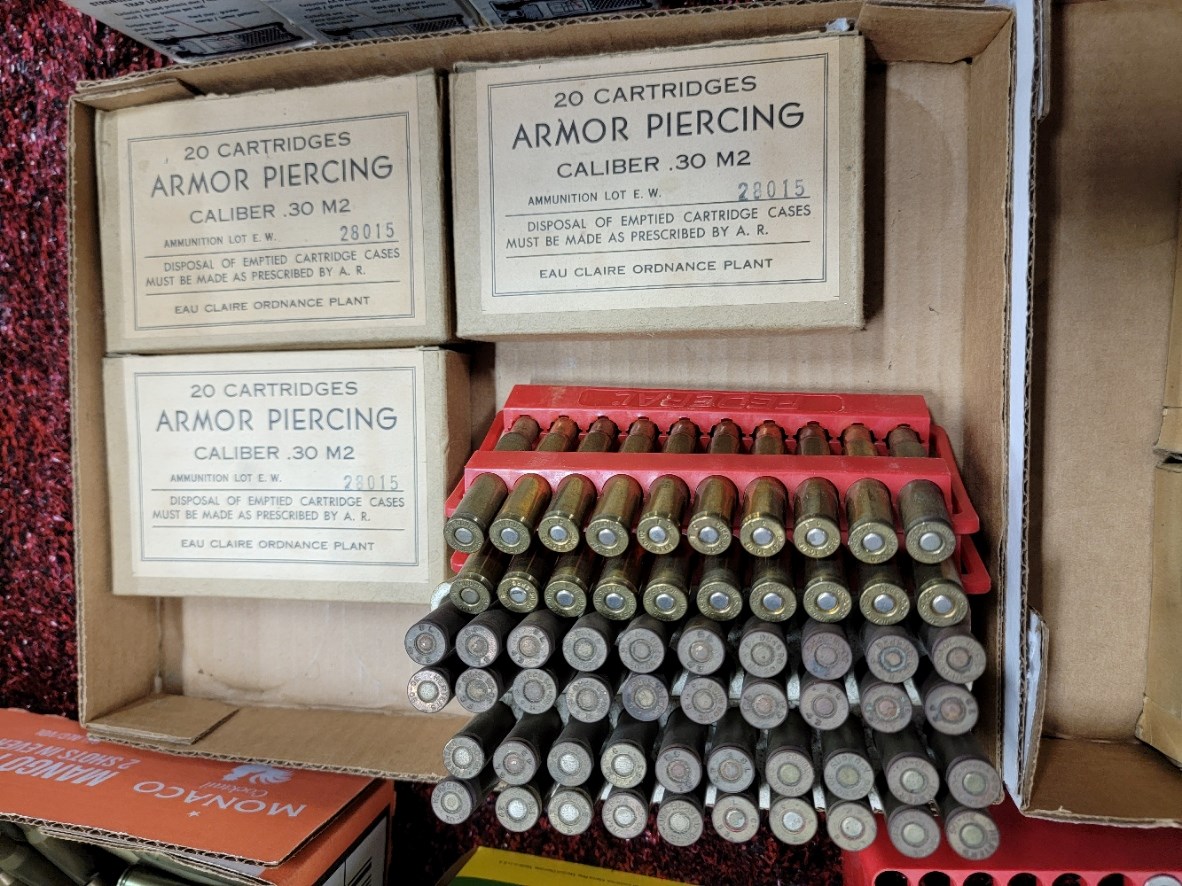 20 CARTRIDGES
ARMOR PIERCING
CALIBER .30 M2
AMMUNITION LOT E. W. 28015
DISPOSAL OF EMPTIED CARTRIDGE CASES
MUST BE MADE AS PRESCRIBED BY A. R.
EAU CLAIRE ORDNANCE PLANT
20 CARTRIDGES
ARMOR PIERCING
CALIBER .30 M2
AMMUNITION LOT E. W. 28015
DISPOSAL OF EMPTIED CARTRIDGE CASES
MUST BE MADE AS PRESCRIBED BY A. R.
EAU CLAIRE ORDNANCE PLANT
20 CARTRIDGES
ARMOR PIERCING
CALIBER .30 M2
AMMUNITION LOT E. W. 28015
DISPOSAL OF EMPTIED CARTRIDGE CASES
MUST BE MADE AS PRESCRIBED BY A. R.
EAU CLAIRE ORDNANCE PLANT
FEDERAL
MONACO
Cocktail
2 SHOTS IN